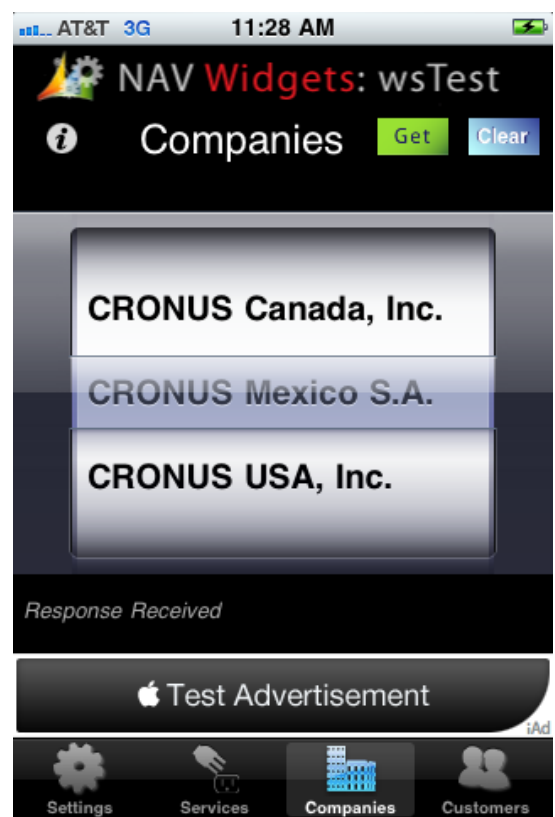 AT&T 3G 11:28 AM
NAV Widgets: wsTest
i Companies Get Clear
CRONUS Canada, Inc.
CRONUS Mexico S.A.
CRONUS USA, Inc.
Response Received
Test Advertisement
iAd
Settings Services Companies Customers